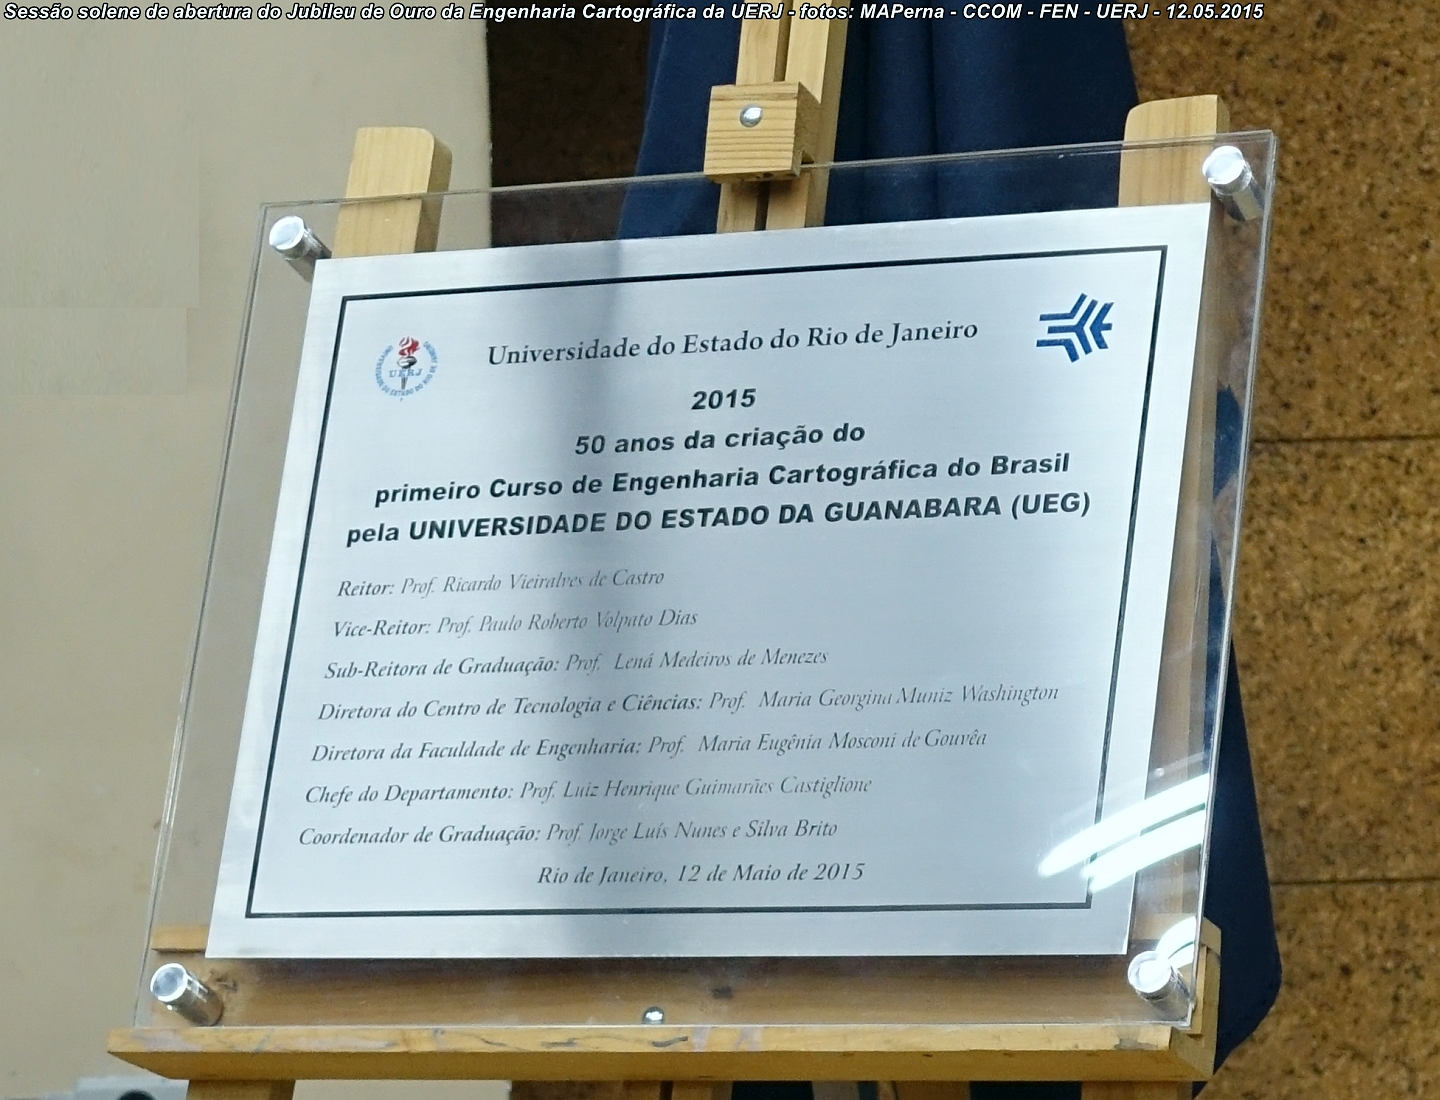 Sessão solene de abertura do Jubileu de Ouro da Engenharia Cartográfica da UERJ - fotos: MAPerna - CCOM - FEN - UERJ - 12.05.2015
Universidade do Estado do Rio de Janeiro
UERJ
2015
50 anos da criação do
primeiro Curso de Engenharia Cartográfica do Brasil
pela UNIVERSIDADE DO ESTADO DA GUANABARA (UEG)
Reitor: Prof. Ricardo Vieiralves de Castro
Vice-Reitor: Prof. Paulo Roberto Volpato Dias
Sub-Reitora de Graduação: Prof. Lená Medeiros de Menezes
Diretora do Centro de Tecnologia e Ciências: Prof. Maria Georgina Muniz Washington
Diretora da Faculdade de Engenharia: Prof. Maria Eugênia Mosconi de Gouvêa
Chefe do Departamento: Prof. Luiz Henrique Guimarães Castiglione
Coordenador de Graduação: Prof. Jorge Luís Nunes e Silva Brito
Rio de Janeiro, 12 de Maio de 2015